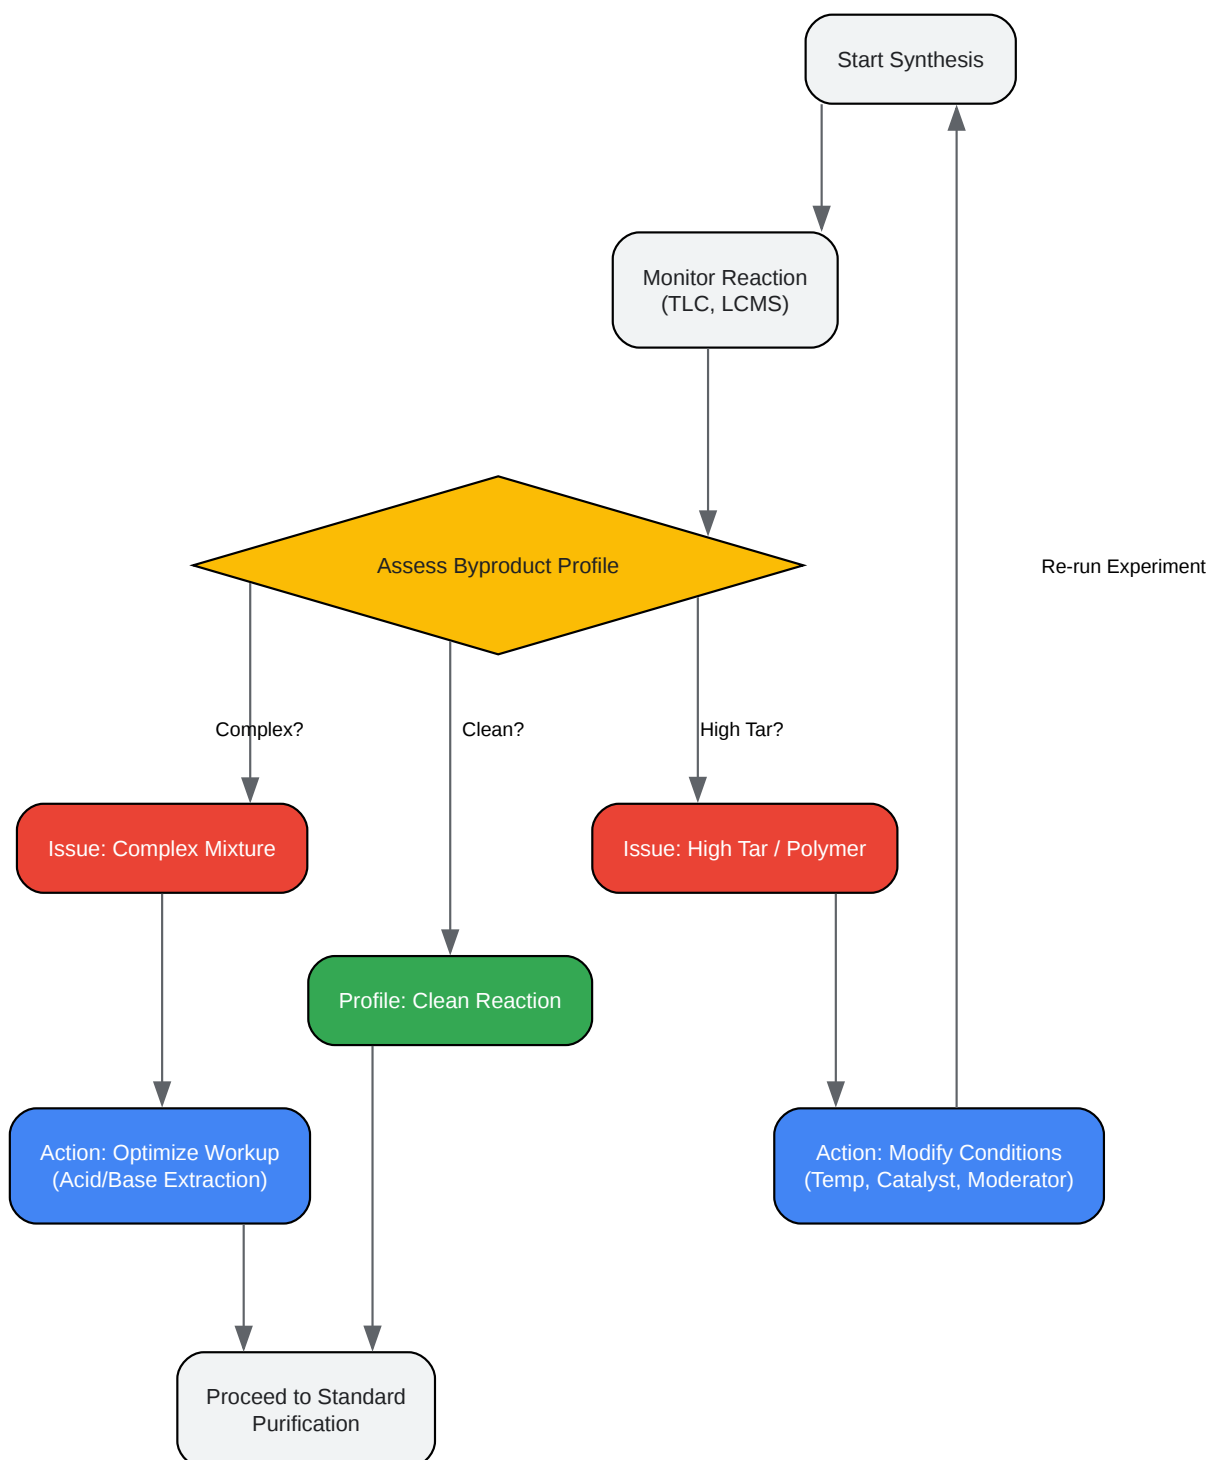 Start Synthesis
Monitor Reaction
(TLC, LCMS)
Assess Byproduct Profile
Re-run Experiment
Complex?
Clean?
High Tar?
Issue: Complex Mixture
Issue: High Tar / Polymer
Profile: Clean Reaction
Action: Optimize Workup
(Acid/Base Extraction)
Action: Modify Conditions
(Temp, Catalyst, Moderator)
Proceed to Standard
Purification